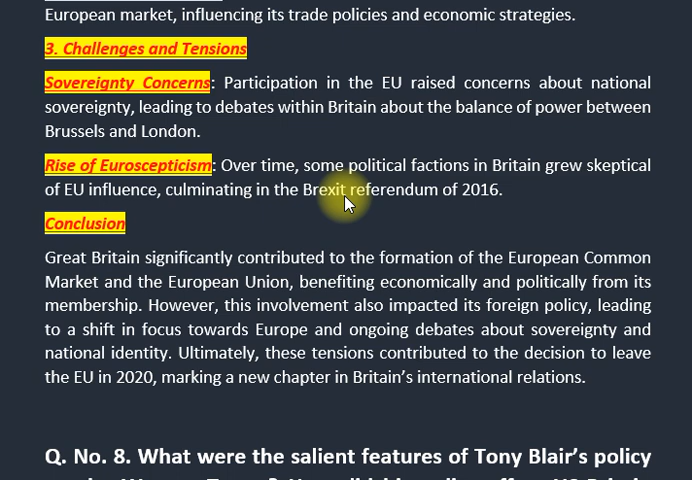 European market, influencing its trade policies and economic strategies.
3. Challenges and Tensions
Sovereignty Concerns: Participation in the EU raised concerns about national
sovereignty, leading to debates within Britain about the balance of power between
Brussels and London.
Rise of Euroscepticism: Over time, some political factions in Britain grew skeptical
of EU influence, culminating in the Brexit referendum of 2016.
Conclusion
Great Britain significantly contributed to the formation of the European Common
Market and the European Union, benefiting economically and politically from its
membership. However, this involvement also impacted its foreign policy, leading
to a shift in focus towards Europe and ongoing debates about sovereignty and
national identity. Ultimately, these tensions contributed to the decision to leave
the EU in 2020, marking a new chapter in Britain’s international relations.
Q. No. 8. What were the salient features of Tony Blair’s policy